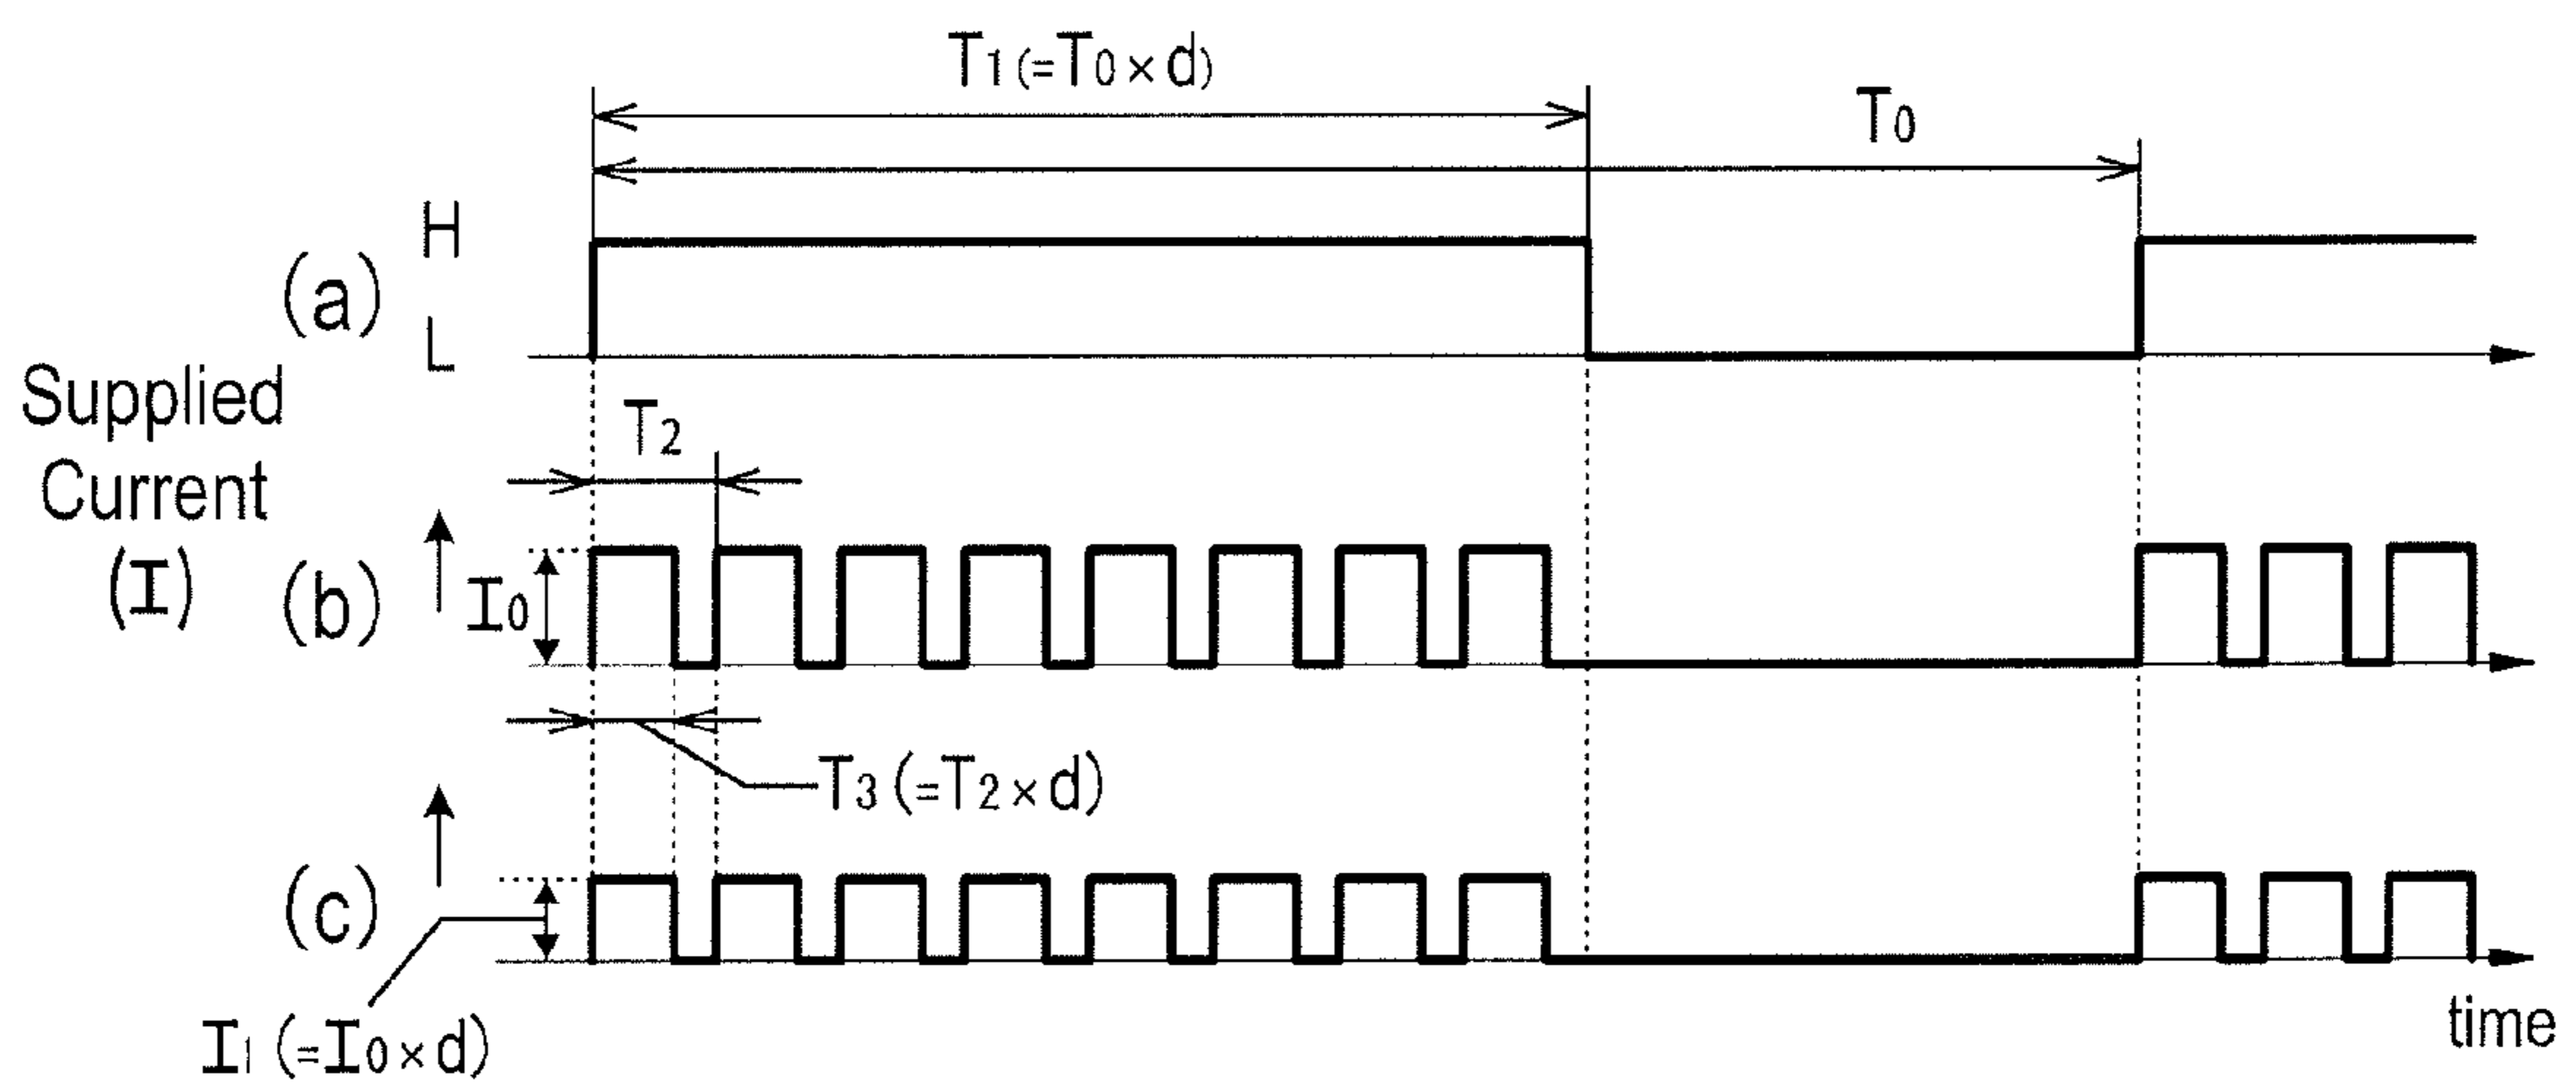 T1 (=T0×d)
T0
H
(a)
L
Supplied
Current
(I)
T2
(b)
I0
T3 (=T2×d)
(c)
I1 (=I0×d)
time